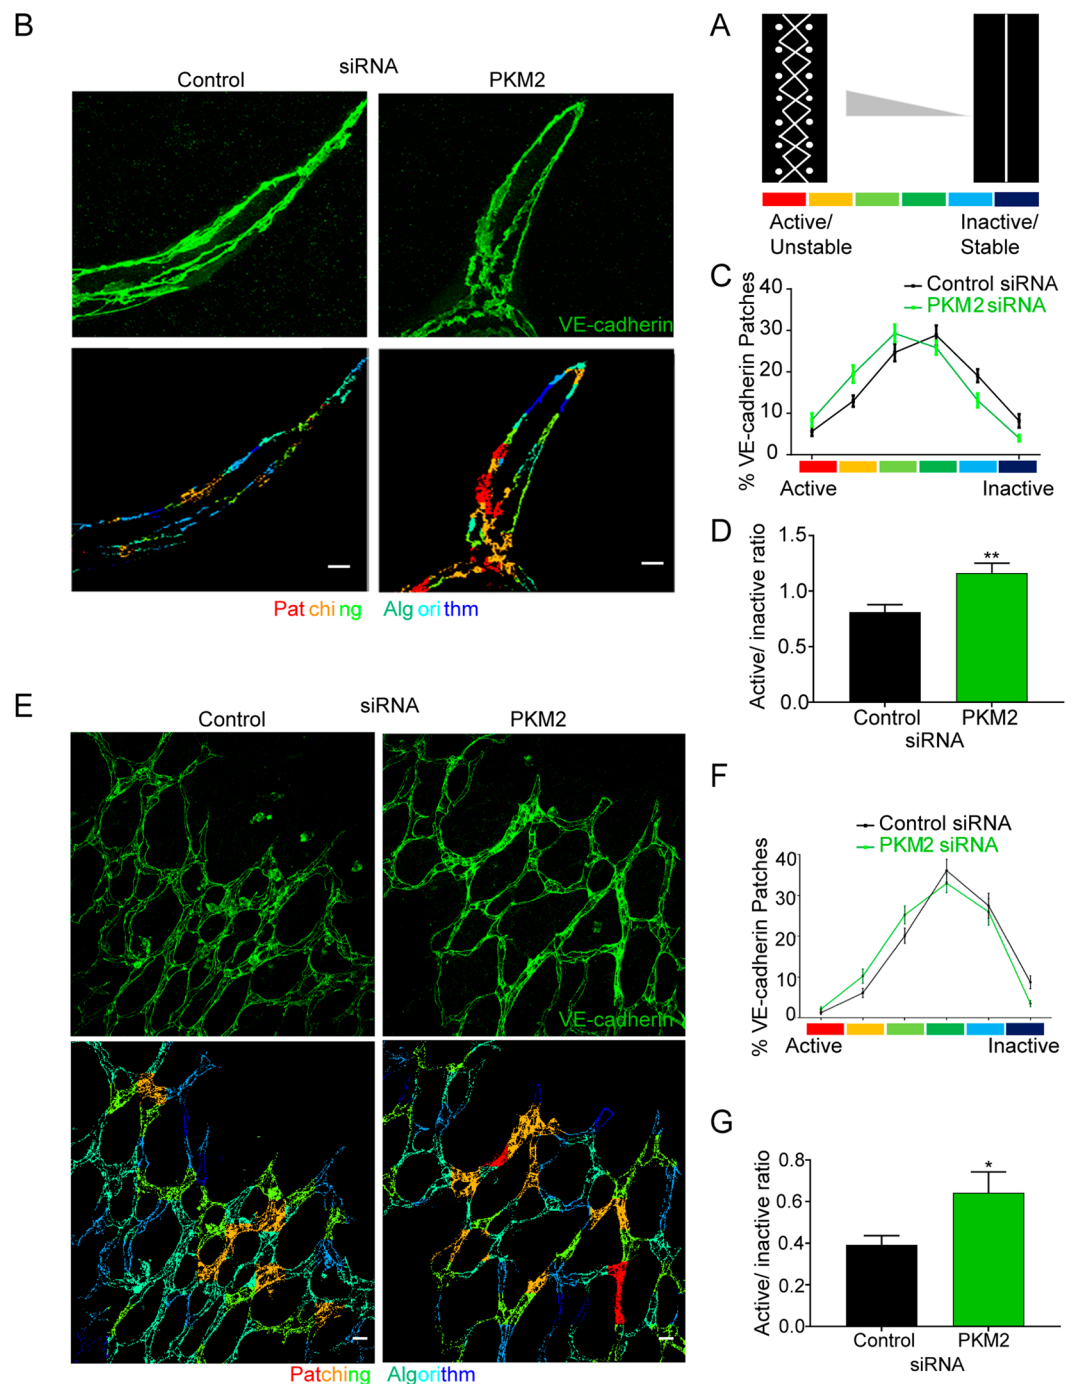 B
siRNA
Control
PKM2
VE-cadherin
Patching Algorithm
A
Active/
Unstable
Inactive/
Stable
C
Control siRNA
PKM2 siRNA
% VE-cadherin Patches
40
30
20
10
0
Active
Inactive
D
Active/ inactive ratio
1.5
1.0
0.5
0.0
**
Control
PKM2
siRNA
E
siRNA
Control
PKM2
VE-cadherin
Patching Algorithm
F
Control siRNA
PKM2 siRNA
% VE-cadherin Patches
40
30
20
10
0
Active
Inactive
G
Active/ inactive ratio
0.8
0.6
0.4
0.2
0.0
*
Control
PKM2
siRNA